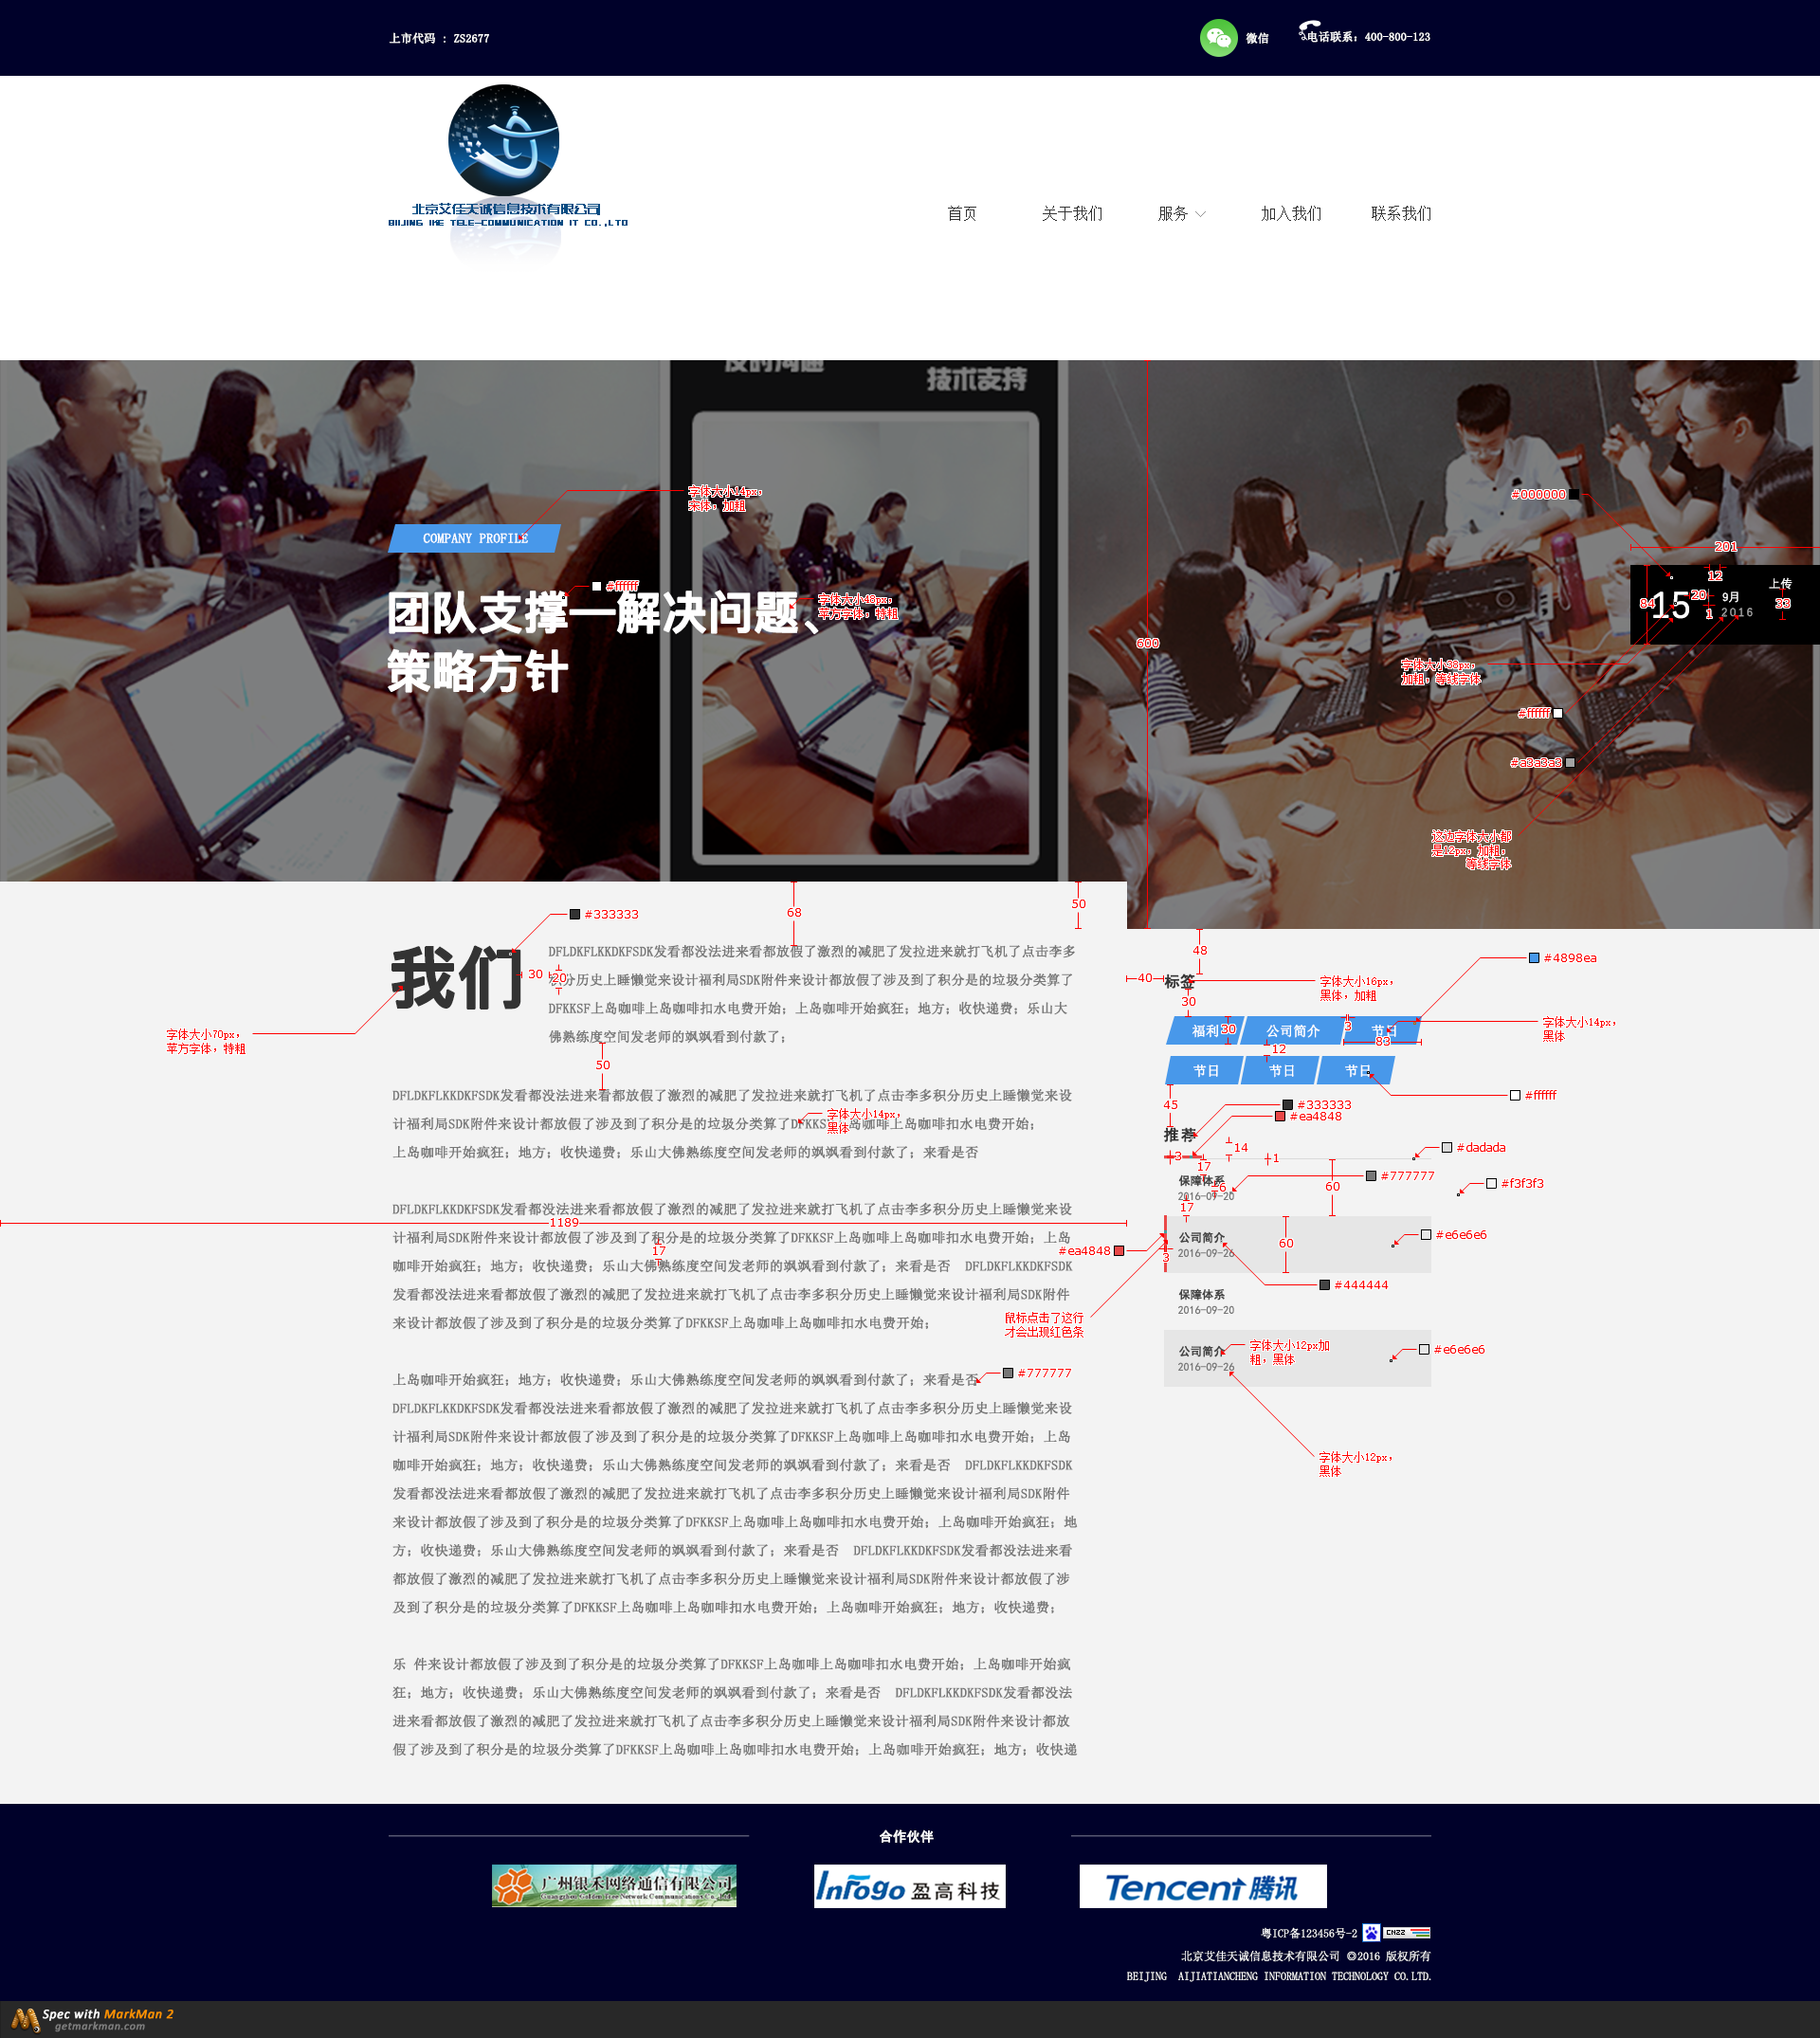 上市代码 : ZS2677
微信
电话联系: 400-800-123
北京艾佳天诚信息技术有限公司
BIJING IKE TELE-COMMUNICATION IT CO.,LTD
首页
关于我们
服务
加入我们
联系我们
技术支持
字体大小14px,
宋体, 加粗
COMPANY PROFILE
#ffffff
团队支撑—解决问题、
策略方针
字体大小48px,
苹方字体, 特粗
600
#000000
201
12
上传
84
15
20
9月
33
1
2016
字体大小38px,
加粗, 等线字体
#ffffff
#a3a3a3
这边字体大小都
是12px, 加粗,
等线字体
#333333
68
50
我们
30
20
字体大小70px,
苹方字体, 特粗
DFLDKFLKKDKFSDK发看都没法进来看都放假了激烈的减肥了发拉进来就打飞机了点击李多
积分历史上睡懒觉来设计福利局SDK附件来设计都放假了涉及到了积分是的垃圾分类算了
DFKKSF上岛咖啡上岛咖啡扣水电费开始; 上岛咖啡开始疯狂; 地方; 收快递费; 乐山大
佛熟练度空间发老师的飒飒看到付款了;
50
DFLDKFLKKDKFSDK发看都没法进来看都放假了激烈的减肥了发拉进来就打飞机了点击李多积分历史上睡懒觉来设
计福利局SDK附件来设计都放假了涉及到了积分是的垃圾分类算了DFKKSF上岛咖啡上岛咖啡扣水电费开始;
上岛咖啡开始疯狂; 地方; 收快递费; 乐山大佛熟练度空间发老师的飒飒看到付款了; 来看是否
字体大小14px,
黑体
DFLDKFLKKDKFSDK发看都没法进来看都放假了激烈的减肥了发拉进来就打飞机了点击李多积分历史上睡懒觉来设
1189
计福利局SDK附件来设计都放假了涉及到了积分是的垃圾分类算了DFKKSF上岛咖啡上岛咖啡扣水电费开始; 上岛
17
咖啡开始疯狂; 地方; 收快递费; 乐山大佛熟练度空间发老师的飒飒看到付款了; 来看是否 DFLDKFLKKDKFSDK
发看都没法进来看都放假了激烈的减肥了发拉进来就打飞机了点击李多积分历史上睡懒觉来设计福利局SDK附件
来设计都放假了涉及到了积分是的垃圾分类算了DFKKSF上岛咖啡上岛咖啡扣水电费开始;
上岛咖啡开始疯狂; 地方; 收快递费; 乐山大佛熟练度空间发老师的飒飒看到付款了; 来看是否
#777777
DFLDKFLKKDKFSDK发看都没法进来看都放假了激烈的减肥了发拉进来就打飞机了点击李多积分历史上睡懒觉来设
计福利局SDK附件来设计都放假了涉及到了积分是的垃圾分类算了DFKKSF上岛咖啡上岛咖啡扣水电费开始; 上岛
咖啡开始疯狂; 地方; 收快递费; 乐山大佛熟练度空间发老师的飒飒看到付款了; 来看是否 DFLDKFLKKDKFSDK
发看都没法进来看都放假了激烈的减肥了发拉进来就打飞机了点击李多积分历史上睡懒觉来设计福利局SDK附件
来设计都放假了涉及到了积分是的垃圾分类算了DFKKSF上岛咖啡上岛咖啡扣水电费开始; 上岛咖啡开始疯狂; 地
方; 收快递费; 乐山大佛熟练度空间发老师的飒飒看到付款了; 来看是否 DFLDKFLKKDKFSDK发看都没法进来看
都放假了激烈的减肥了发拉进来就打飞机了点击李多积分历史上睡懒觉来设计福利局SDK附件来设计都放假了涉
及到了积分是的垃圾分类算了DFKKSF上岛咖啡上岛咖啡扣水电费开始; 上岛咖啡开始疯狂; 地方; 收快递费;
乐 件来设计都放假了涉及到了积分是的垃圾分类算了DFKKSF上岛咖啡上岛咖啡扣水电费开始; 上岛咖啡开始疯
狂; 地方; 收快递费; 乐山大佛熟练度空间发老师的飒飒看到付款了; 来看是否 DFLDKFLKKDKFSDK发看都没法
进来看都放假了激烈的减肥了发拉进来就打飞机了点击李多积分历史上睡懒觉来设计福利局SDK附件来设计都放
假了涉及到了积分是的垃圾分类算了DFKKSF上岛咖啡上岛咖啡扣水电费开始; 上岛咖啡开始疯狂; 地方; 收快递
48
40
标签
30
字体大小16px,
黑体, 加粗
#4898ea
福利
30
公司简介
3
节日
83
字体大小14px,
黑体
12
节日
节日
节日
#ffffff
45
#333333
#ea4848
推荐
14
#dadada
3
17
1
保障体系
2016-09-20
6
60
#777777
#f3f3f3
17
公司简介
2016-09-26
60
#e6e6e6
#ea4848
3
#444444
鼠标点击了这行
才会出现红色条
保障体系
2016-09-20
公司简介
2016-09-26
字体大小12px加
粗, 黑体
#e6e6e6
字体大小12px,
黑体
合作伙伴
广州银禾网络通信有限公司
Infogo 盈高科技
Tencent 腾讯
粤ICP备123456号-2
CNZZ
北京艾佳天诚信息技术有限公司 ©2016 版权所有
BEIJING AIJIATIANCHENG INFORMATION TECHNOLOGY CO.LTD.
Spec with MarkMan 2
getmarkman.com